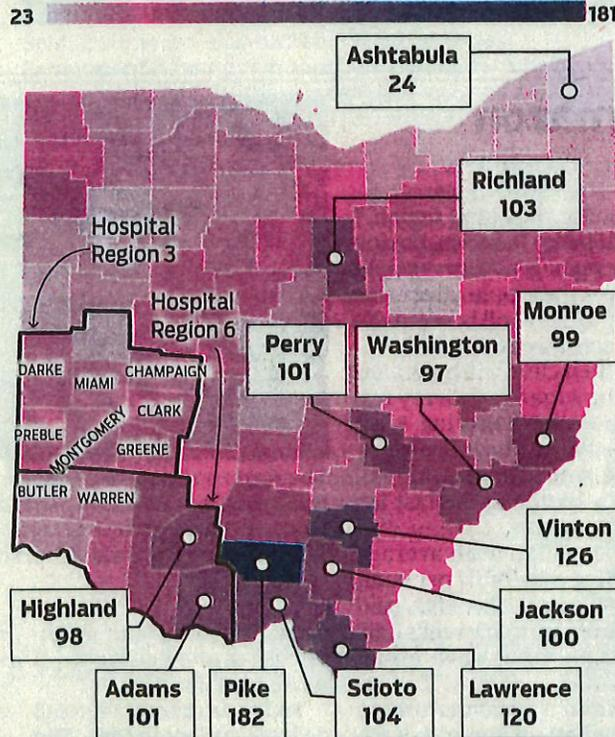 23
181
Ashtabula
24
Richland
103
Hospital
Region 3
Hospital
Region 6
Monroe
99
Perry
101
Washington
97
DARKE
MIAMI
CHAMPAIGN
CLARK
PREBLE
MONTGOMERY
GREENE
BUTLER
WARREN
Vinton
126
Highland
98
Jackson
100
Adams
101
Pike
182
Scioto
104
Lawrence
120